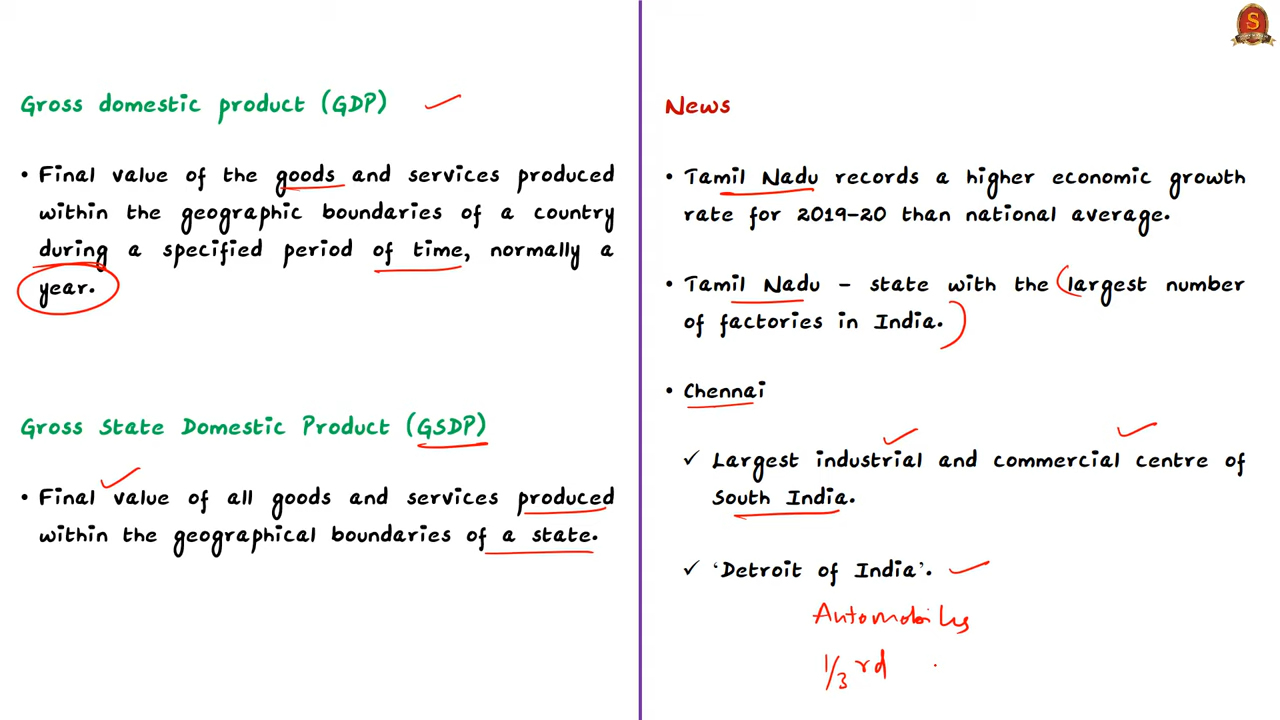 Gross domestic product (GDP)
• Final value of the goods and services produced
within the geographic boundaries of a country
during a specified period of time, normally a
year.
Gross State Domestic Product (GSDP)
• Final value of all goods and services produced
within the geographical boundaries of a state.
S
News
• Tamil Nadu records a higher economic growth
rate for 2019-20 than national average.
• Tamil Nadu – state with the largest number
of factories in India.
• Chennai
✓ Largest industrial and commercial centre of
South India.
✓ ‘Detroit of India’.
Automobiles
1/3 rd